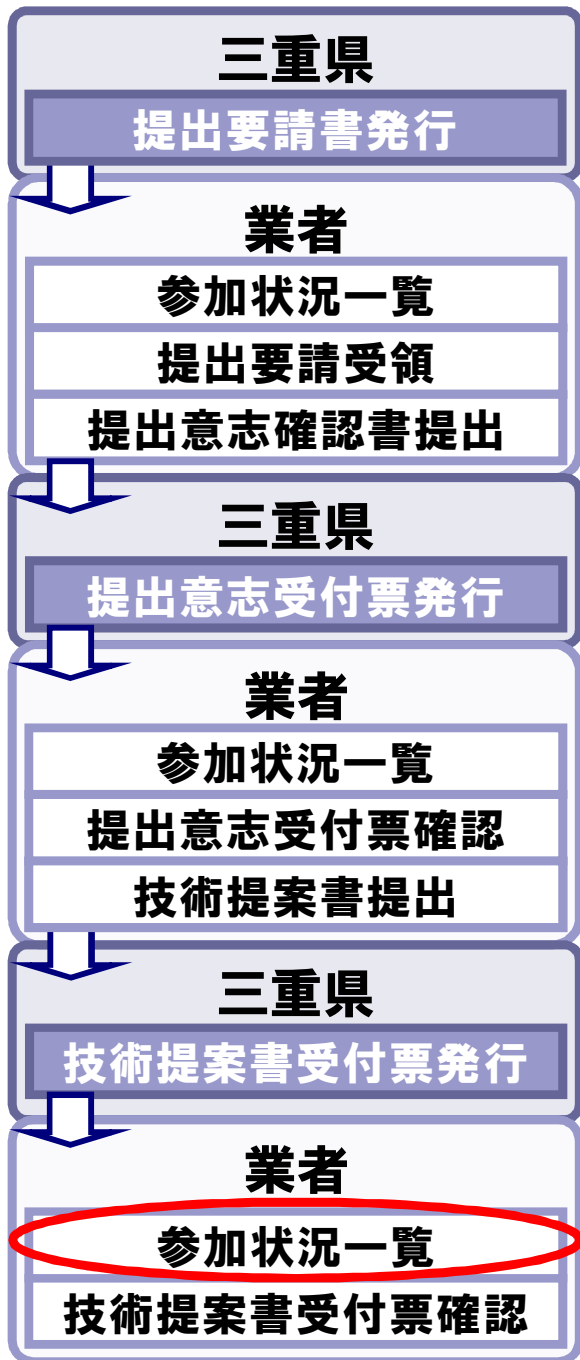 三重県
提出要請書発行
業者
参加状況一覧
提出要請受領
提出意志確認書提出
三重県
提出意志受付票発行
業者
参加状況一覧
提出意志受付票確認
技術提案書提出
三重県
技術提案書受付票発行
業者
参加状況一覧
技術提案書受付票確認